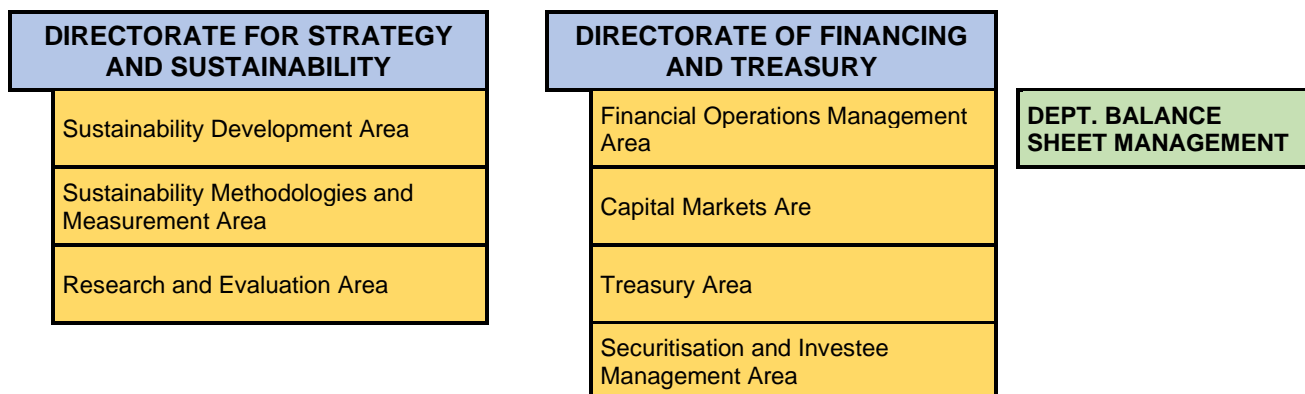 DIRECTORATE FOR STRATEGY
AND SUSTAINABILITY
Sustainability Development Area
Sustainability Methodologies and
Measurement Area
Research and Evaluation Area
DIRECTORATE OF FINANCING
AND TREASURY
Financial Operations Management
Area
Capital Markets Are
Treasury Area
Securitisation and Investee
Management Area
DEPT. BALANCE
SHEET MANAGEMENT